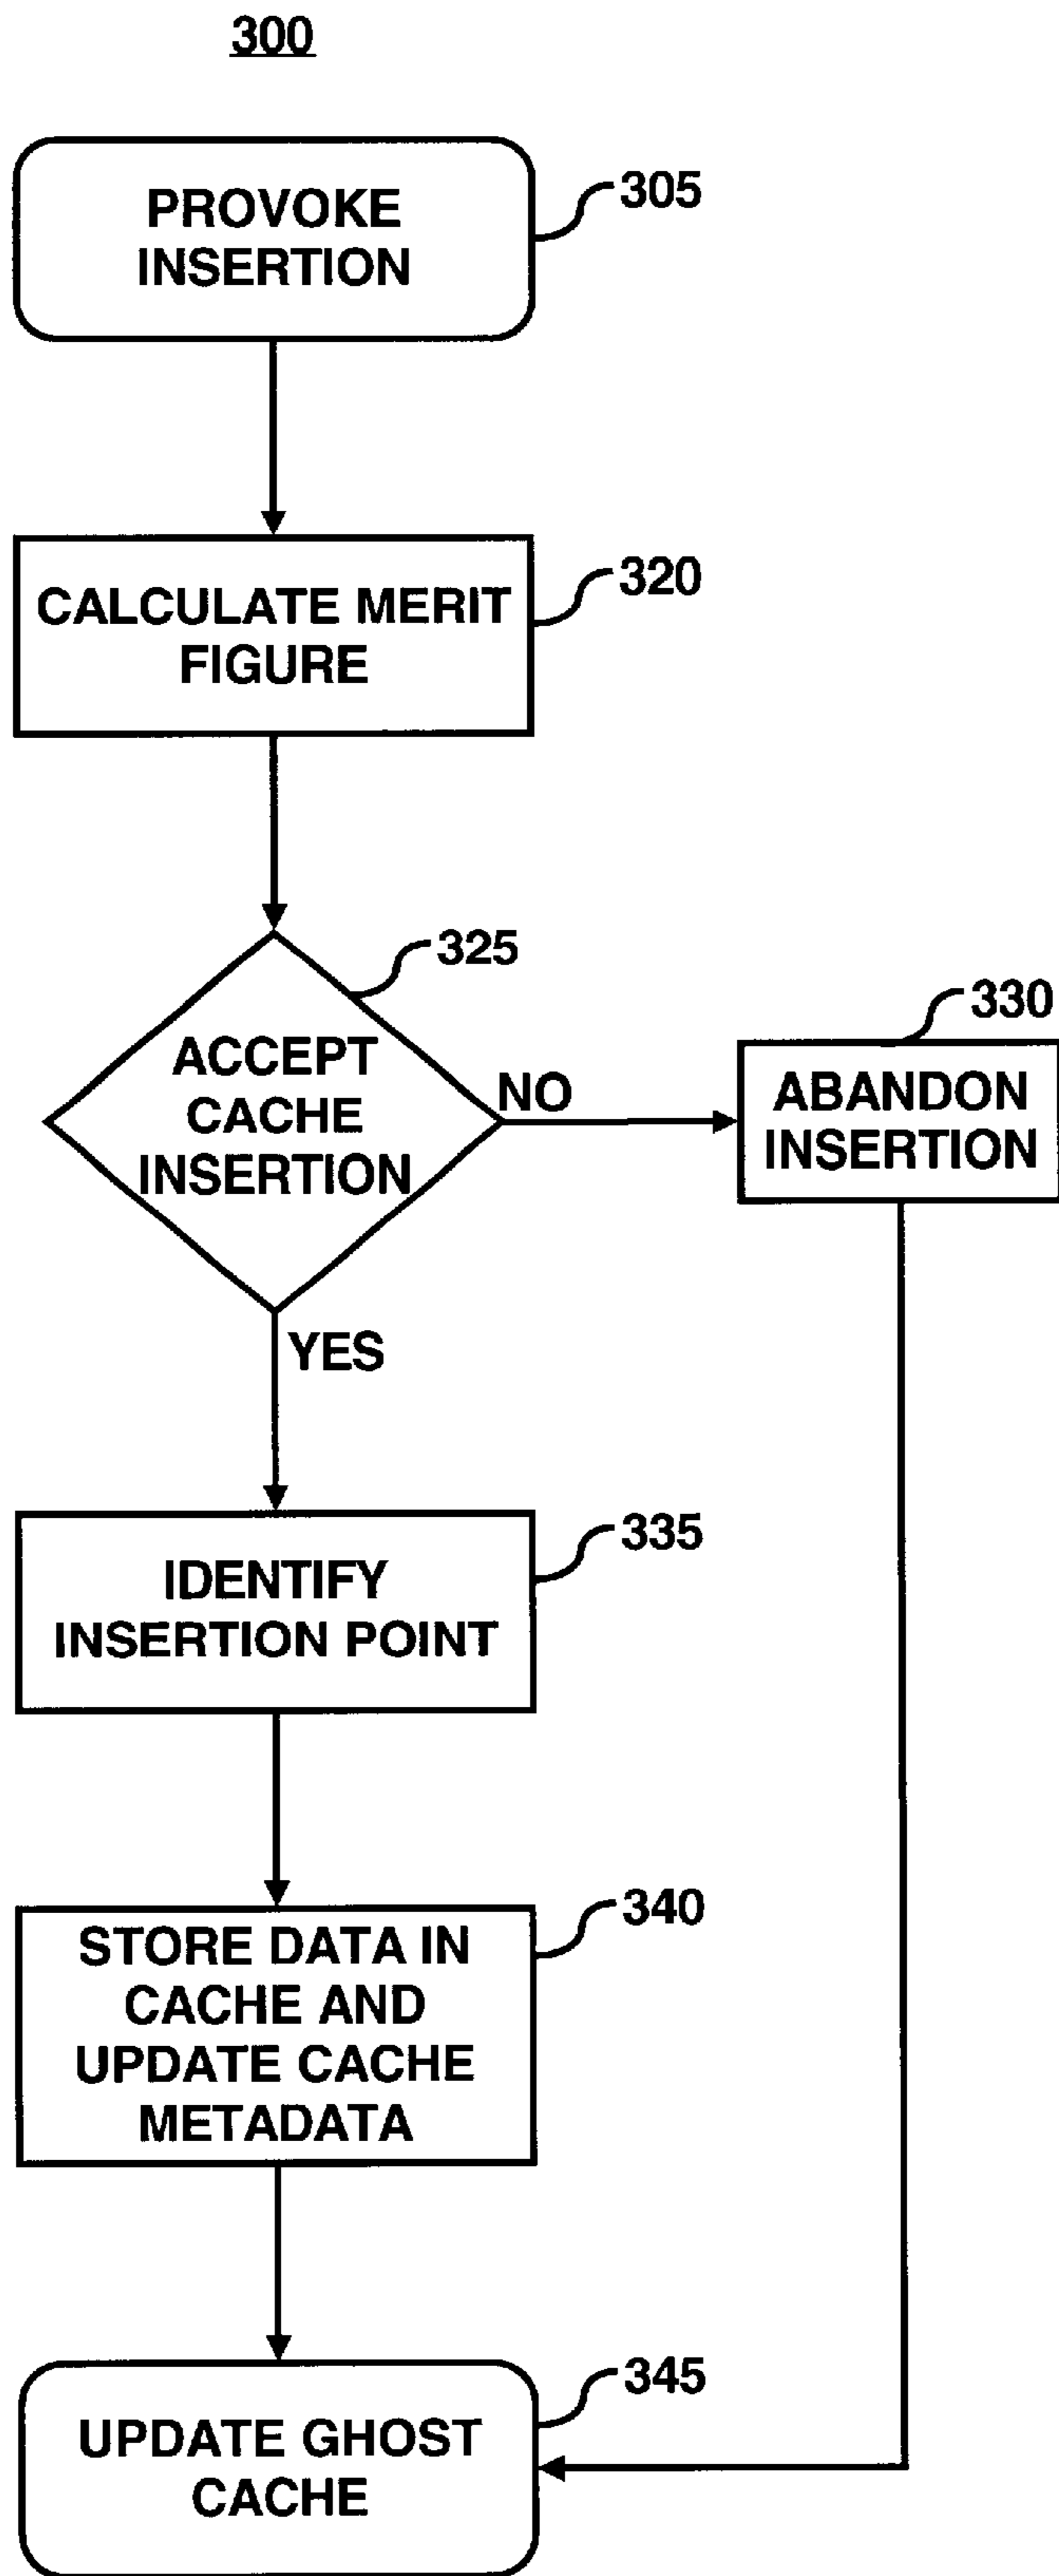 300
PROVOKE
INSERTION
305
CALCULATE MERIT
FIGURE
320
325
ACCEPT
CACHE
INSERTION
NO
330
ABANDON
INSERTION
YES
335
IDENTIFY
INSERTION POINT
340
STORE DATA IN
CACHE AND
UPDATE CACHE
METADATA
345
UPDATE GHOST
CACHE